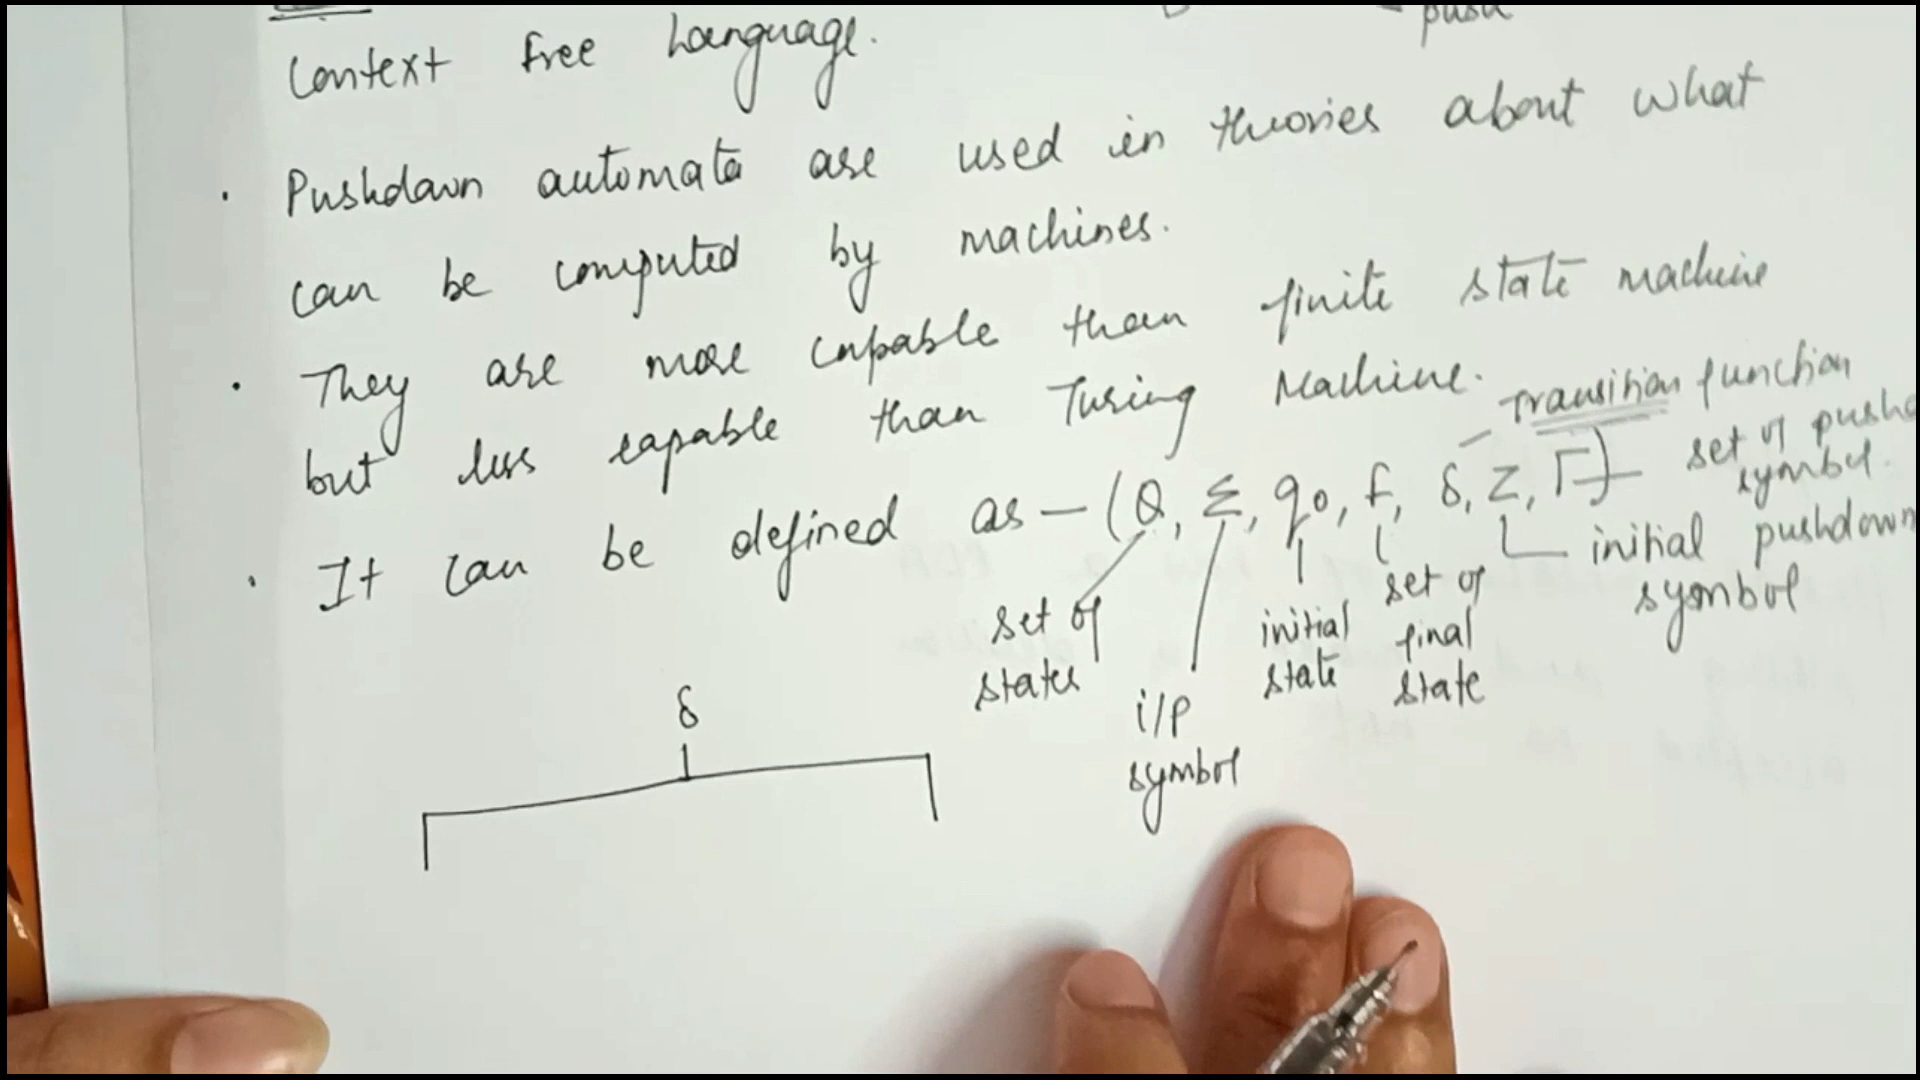 Context free Language.
- push
. Pushdown automata are used in theories about what
can be computed by machines.
. They are more capable than finite state machine
but less capable than Turing Machine.
- Transition function
. It can be defined as - (Q, Σ, q0, f, δ, Z, Γ) - set of
symbol.
initial pushdown
symbol
set of
states
i/p
symbol
initial
state
set of
final
state
δ